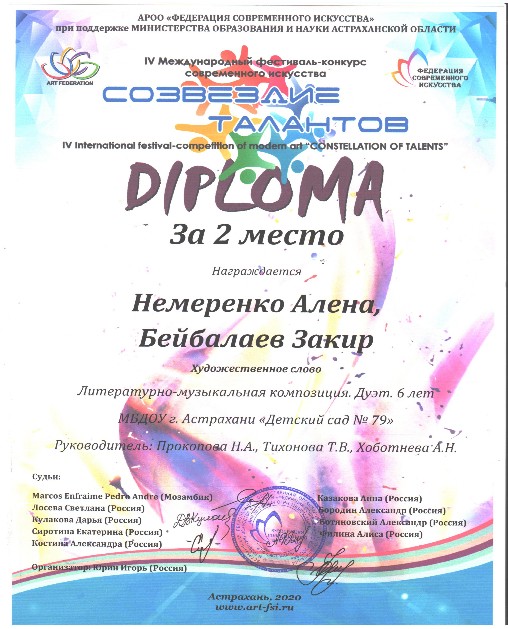 АРОО «ФЕДЕРАЦИЯ СОВРЕМЕННОГО ИСКУССТВА»
при поддержке МИНИСТЕРСТВА ОБРАЗОВАНИЯ И НАУКИ АСТРАХАНСКОЙ ОБЛАСТИ
IV Международный фестиваль-конкурс
современного искусства
ART FEDERATION
ФЕДЕРАЦИЯ
СОВРЕМЕННОГО
ИСКУССТВА
СОЗВЕЗДИЕ
ТАЛАНТОВ
IV International festival-competition of modern art "CONSTELLATION OF TALENTS"
DIPLOMA
За 2 место
Награждается
Немеренко Алена,
Бейбалаев Закир
Художественное слово
Литературно-музыкальная композиция. Дуэт. 6 лет
МБДОУ г. Астрахани «Детский сад № 79»
Руководитель: Прокопова Н.А., Тихонова Т.В., Хоботнева А.Н.
Судьи:
Marcos Enfraime Pedro Andre (Мозамбик)
Лосева Светлана (Россия)
Кулакова Дарья (Россия)
Сиротина Екатерина (Россия)
Костина Александра (Россия)
Казакова Анна (Россия)
Бородин Александр (Россия)
Ботяновский Александр (Россия)
Филина Алиса (Россия)
Организатор: Юрин Игорь (Россия)
Астрахань, 2020
www.art-fsi.ru